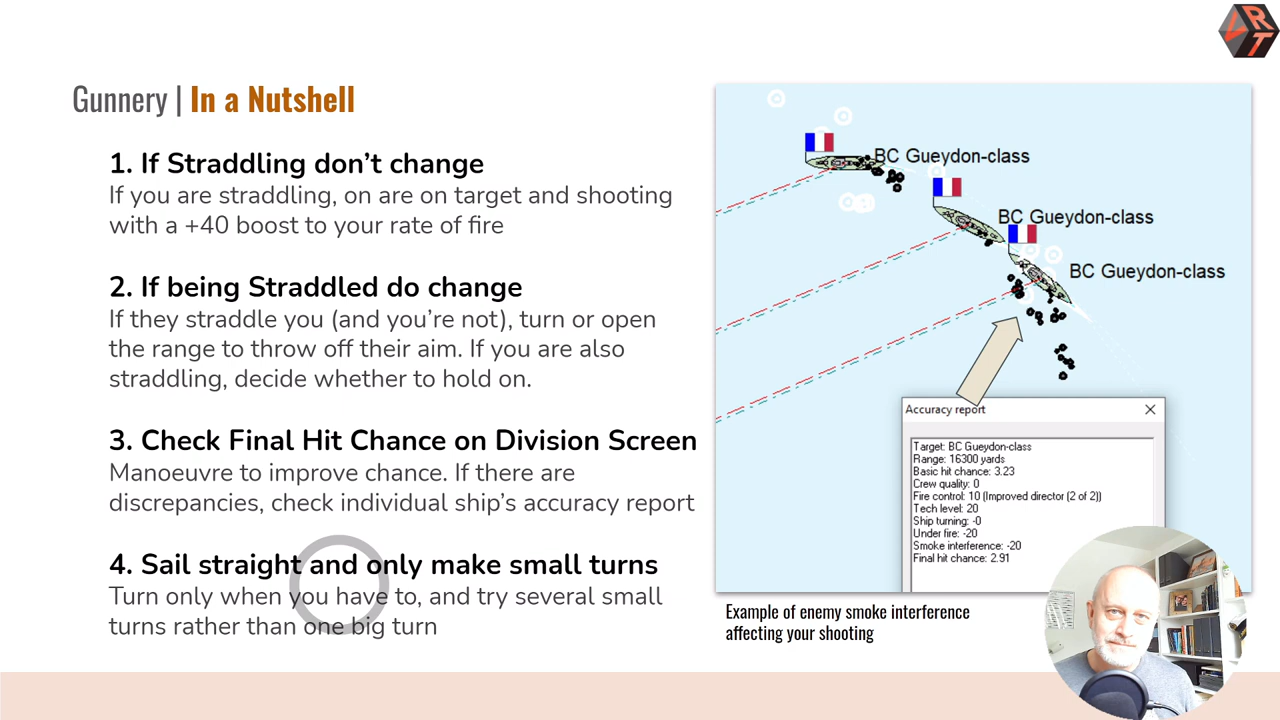 Gunnery | In a Nutshell
1. If Straddling don't change
If you are straddling, on are on target and shooting
with a +40 boost to your rate of fire
2. If being Straddled do change
If they straddle you (and you're not), turn or open
the range to throw off their aim. If you are also
straddling, decide whether to hold on.
3. Check Final Hit Chance on Division Screen
Manoeuvre to improve chance. If there are
discrepancies, check individual ship's accuracy report
4. Sail straight and only make small turns
Turn only when you have to, and try several small
turns rather than one big turn
VRT
BC Gueydon-class
BC Gueydon-class
BC Gueydon-class
Accuracy report
Target: BC Gueydon-class
Range: 16300 yards
Basic hit chance: 3.23
Crew quality: 0
Fire control: 10 (Improved director (2 of 2))
Tech level: 20
Ship turning: -0
Under fire: -20
Smoke interference: -20
Final hit chance: 2.91
Example of enemy smoke interference
affecting your shooting